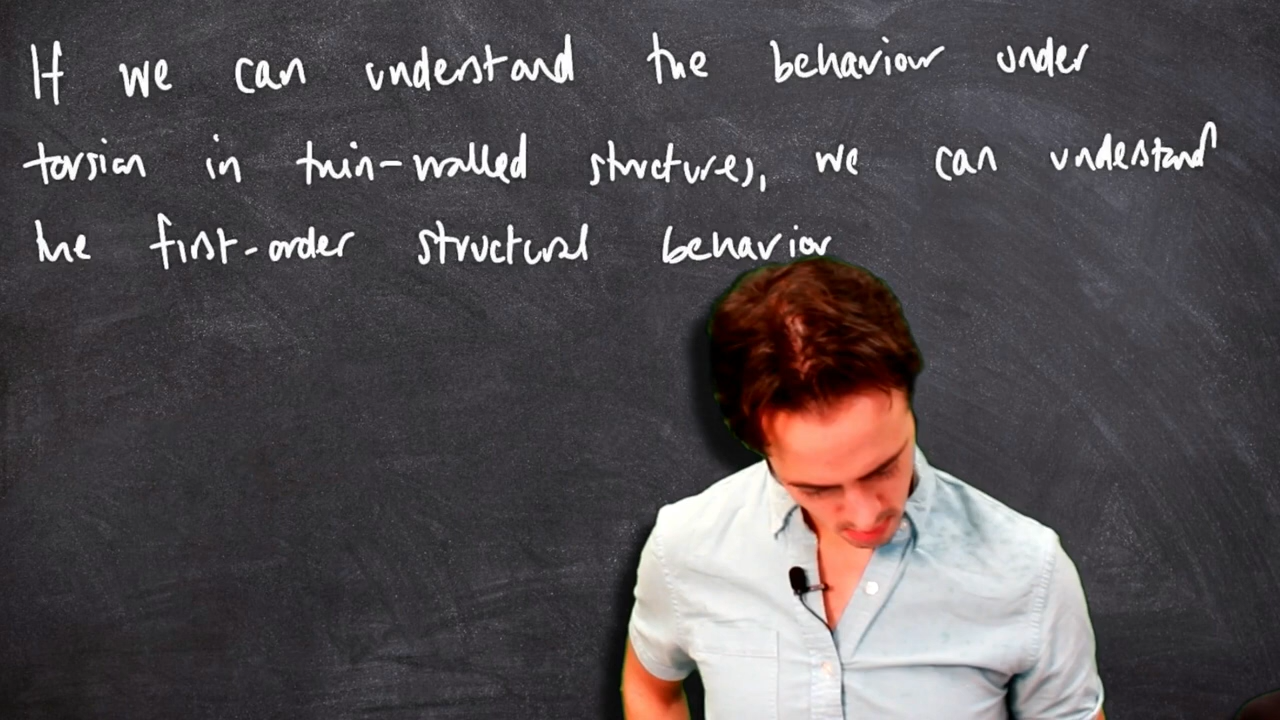 If we can understand the behaviour under
torsion in thin-walled structures, we can understand
the first-order structural behavior